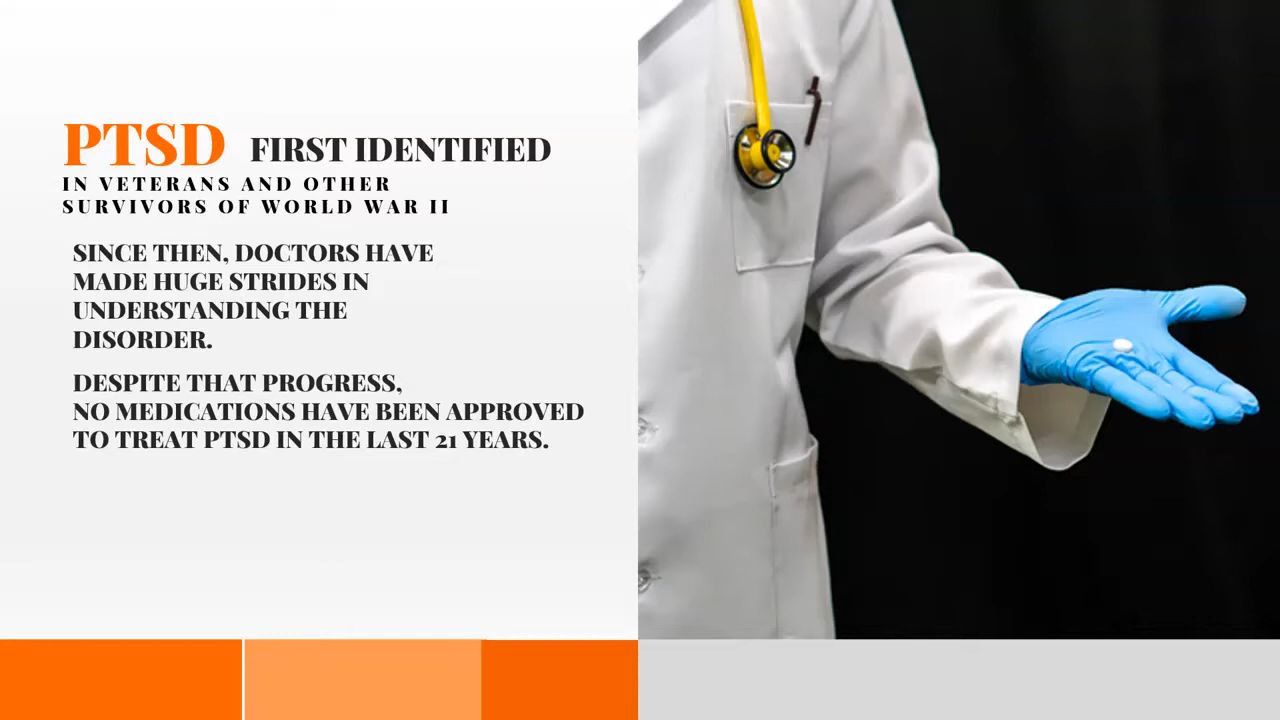 PTSD FIRST IDENTIFIED
IN VETERANS AND OTHER
SURVIVORS OF WORLD WAR II
SINCE THEN, DOCTORS HAVE
MADE HUGE STRIDES IN
UNDERSTANDING THE
DISORDER.
DESPITE THAT PROGRESS,
NO MEDICATIONS HAVE BEEN APPROVED
TO TREAT PTSD IN THE LAST 21 YEARS.